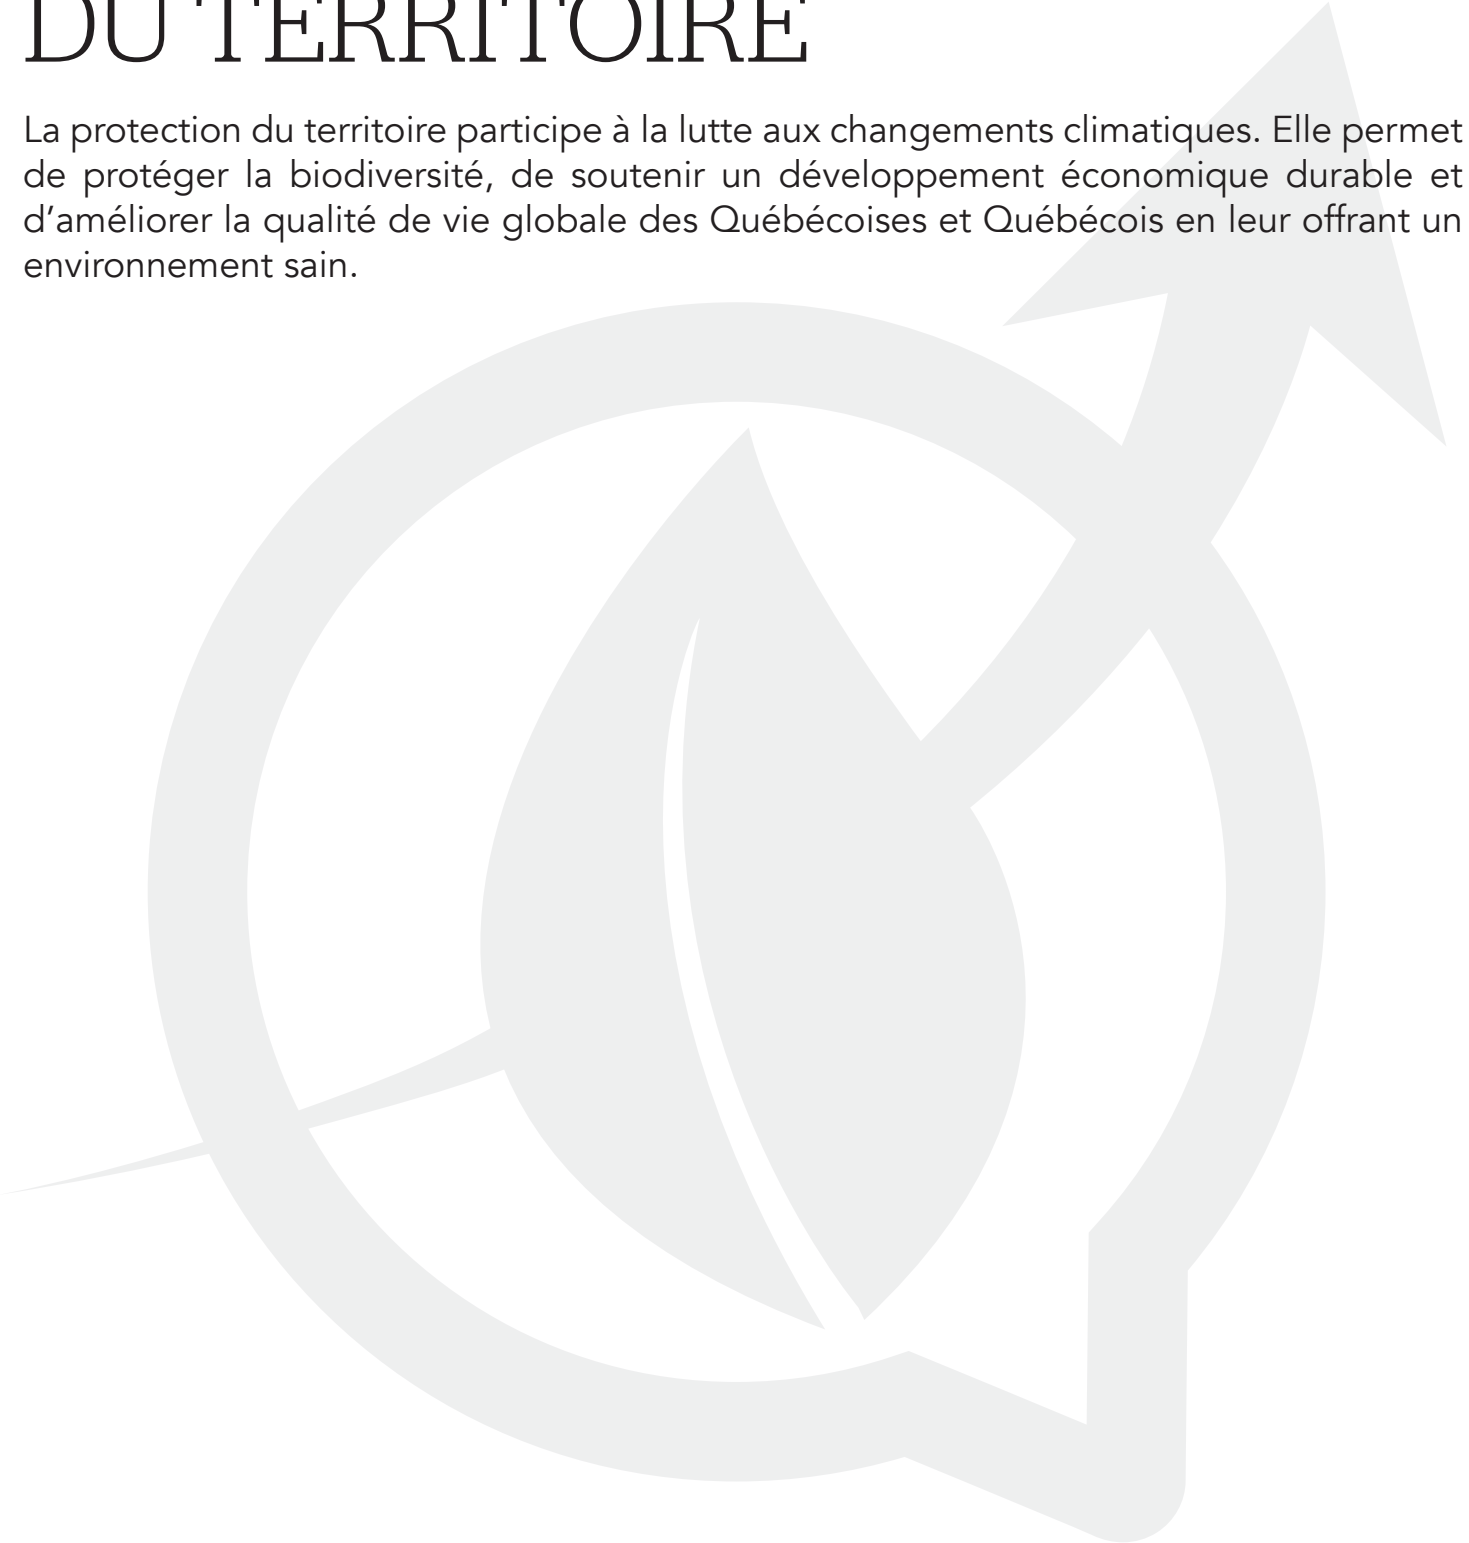 DU TERRITOIRE
La protection du territoire participe à la lutte aux changements climatiques. Elle permet
de protéger la biodiversité, de soutenir un développement économique durable et
d’améliorer la qualité de vie globale des Québécoises et Québécois en leur offrant un
environnement sain.